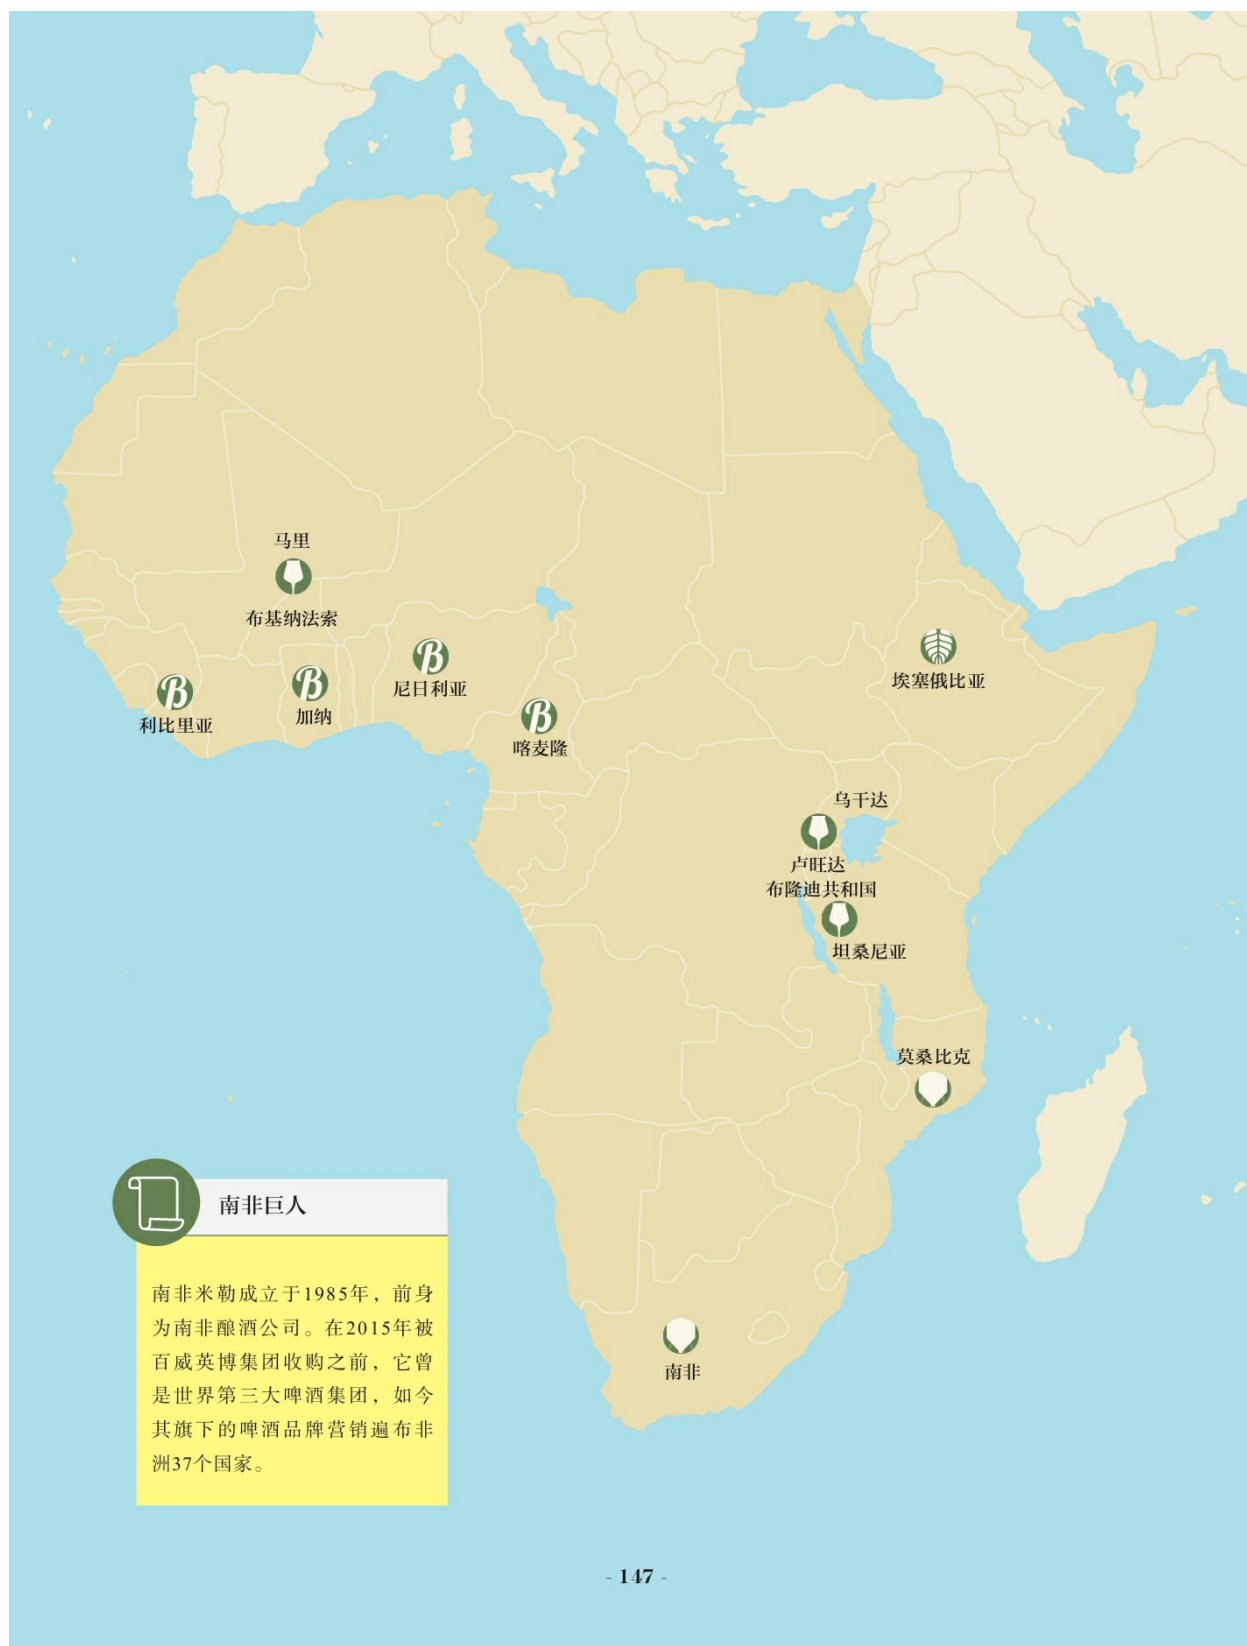 马里
布基纳法索
B
尼日利亚
B
埃塞俄比亚
B
加纳
利比里亚
B
喀麦隆
乌干达
卢旺达
布隆迪共和国
坦桑尼亚
莫桑比克
南非巨人
南非米勒成立于1985年，前身
为南非酿酒公司。在2015年被
百威英博集团收购之前，它曾
是世界第三大啤酒集团，如今
其旗下的啤酒品牌营销遍布非
洲37个国家。
南非
- 147 -